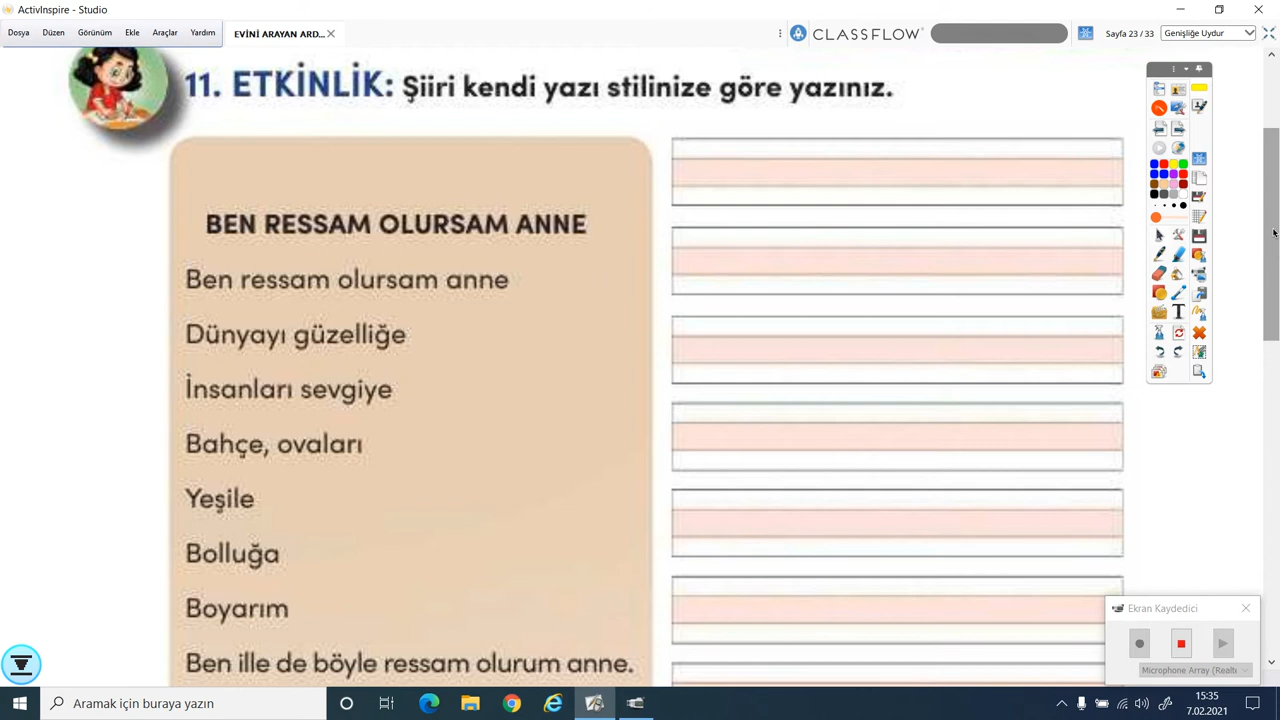 ActivInspire - Studio
Dosya Düzen Görünüm Ekle Araçlar Yardım EVİNİ ARAYAN ARD... CLASSFLOW Sayfa 23 / 33 Genişliğe Uydur
11. ETKİNLİK: Şiiri kendi yazı stilinize göre yazınız.
BEN RESSAM OLURSAM ANNE
Ben ressam olursam anne
Dünyayı güzelliğe
İnsanları sevgiye
Bahçe, ovaları
Yeşile
Bolluğa
Boyarım
Ben ille de böyle ressam olurum anne.
Ekran Kaydedici
Microphone Array (Realte
Aramak için buraya yazın
15:35
7.02.2021